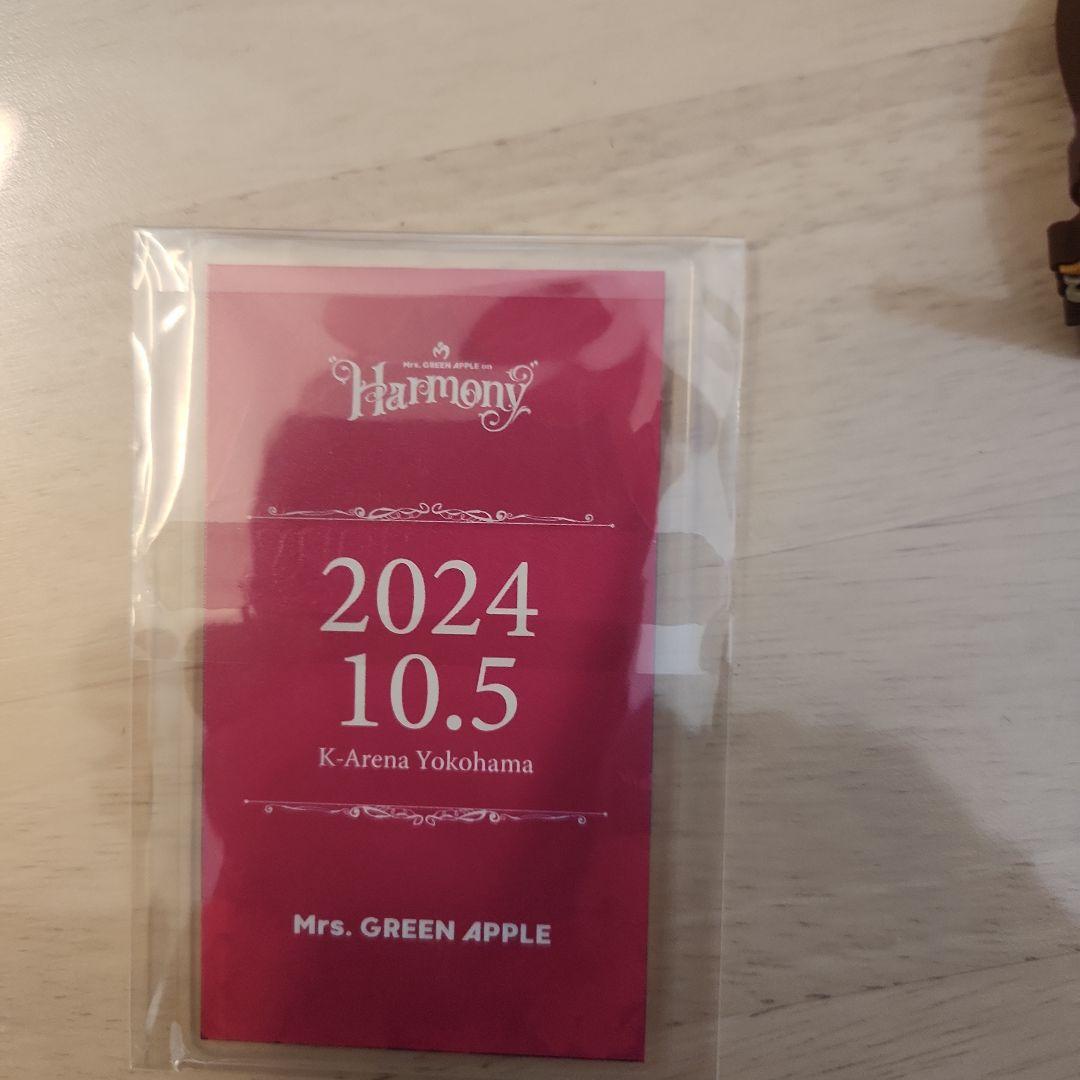 Mrs. GREEN APPLE on
"Harmony"
2024
10.5
K-Arena Yokohama
Mrs. GREEN APPLE